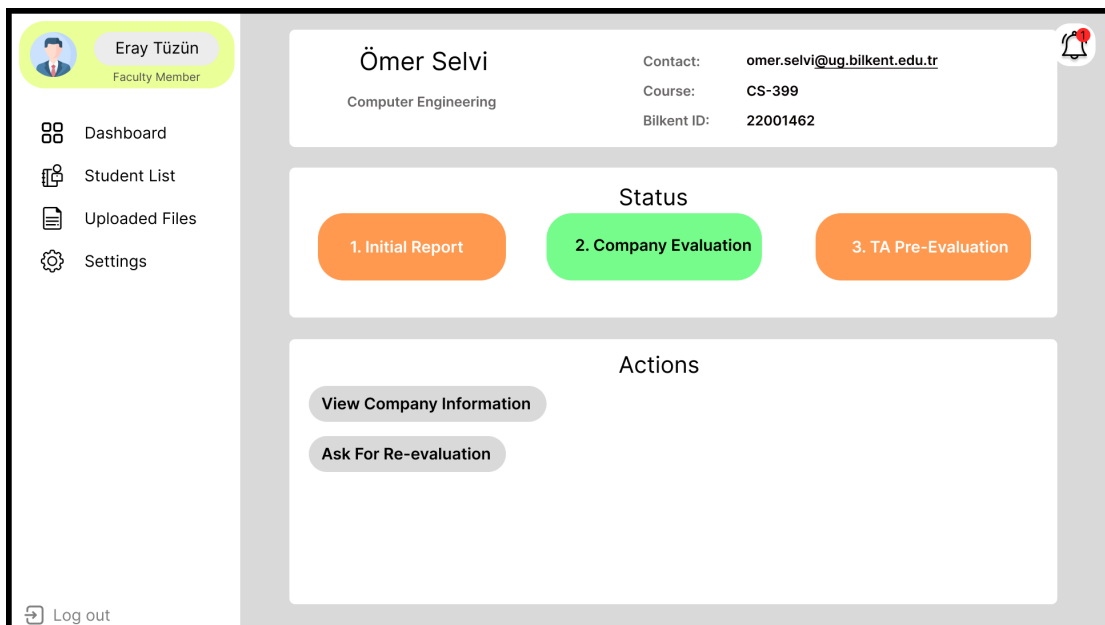 Eray Tüzün
Faculty Member
Dashboard
Student List
Uploaded Files
Settings
Log out
Ömer Selvi
Computer Engineering
Contact: omer.selvi@ug.bilkent.edu.tr
Course: CS-399
Bilkent ID: 22001462
1
Status
1. Initial Report
2. Company Evaluation
3. TA Pre-Evaluation
Actions
View Company Information
Ask For Re-evaluation